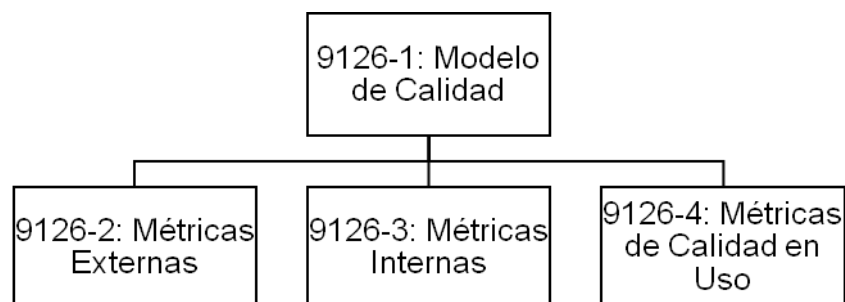 9126-1: Modelo
de Calidad
9126-2: Métricas
Externas
9126-3: Métricas
Internas
9126-4: Métricas
de Calidad en
Uso